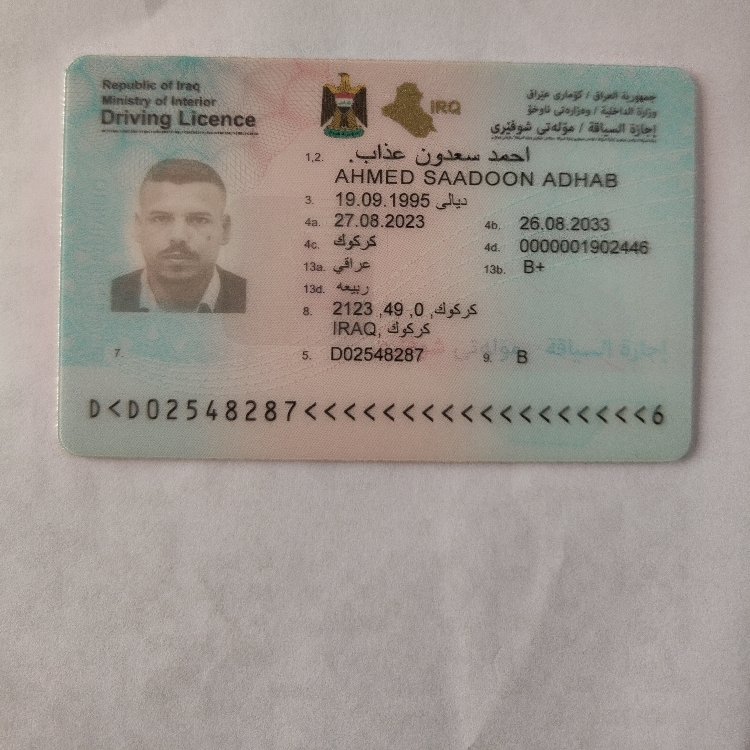 Republic of Iraq
Ministry of Interior
Driving Licence
IRQ
جمهورية العراق / كۆماری عێراق
وزارة الداخلية / وەزارەتی ناوخۆ
إجازة السياقة / مۆڵەتی شوفێری
1,2. احمد سعدون عذاب.
AHMED SAADOON ADHAB
3. 19.09.1995 ديالى
4a. 27.08.2023 4b. 26.08.2033
4c. كركوك 4d. 0000001902446
13a. عراقي 13b. B+
13d. ربيعه
8. كركوك, 0, 49, 2123
IRAQ, كركوك
إجازة السياقة - مۆڵەتی شوفێری
7. 5. D02548287 9. B
D<D02548287<<<<<<<<<<<<<<<<<<<6